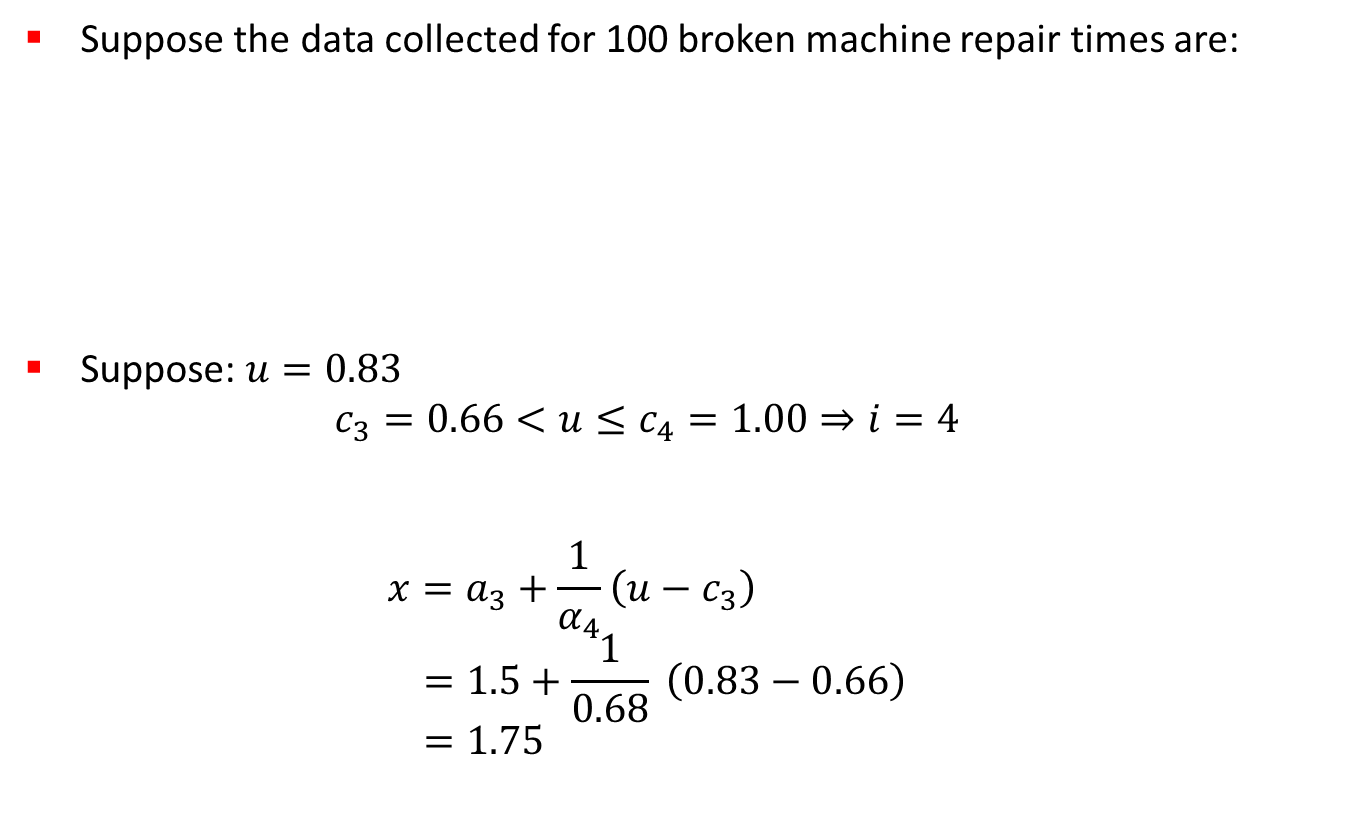 ▪ Suppose the data collected for 100 broken machine repair times are:
▪ Suppose: 𝑢 = 0.83
𝑐₃ = 0.66 < 𝑢 ≤ 𝑐₄ = 1.00 ⇒ 𝑖 = 4
𝑥 = 𝑎₃ + 1/𝛼₄ (𝑢 − 𝑐₃)
= 1.5 + 1/0.68 (0.83 − 0.66)
= 1.75